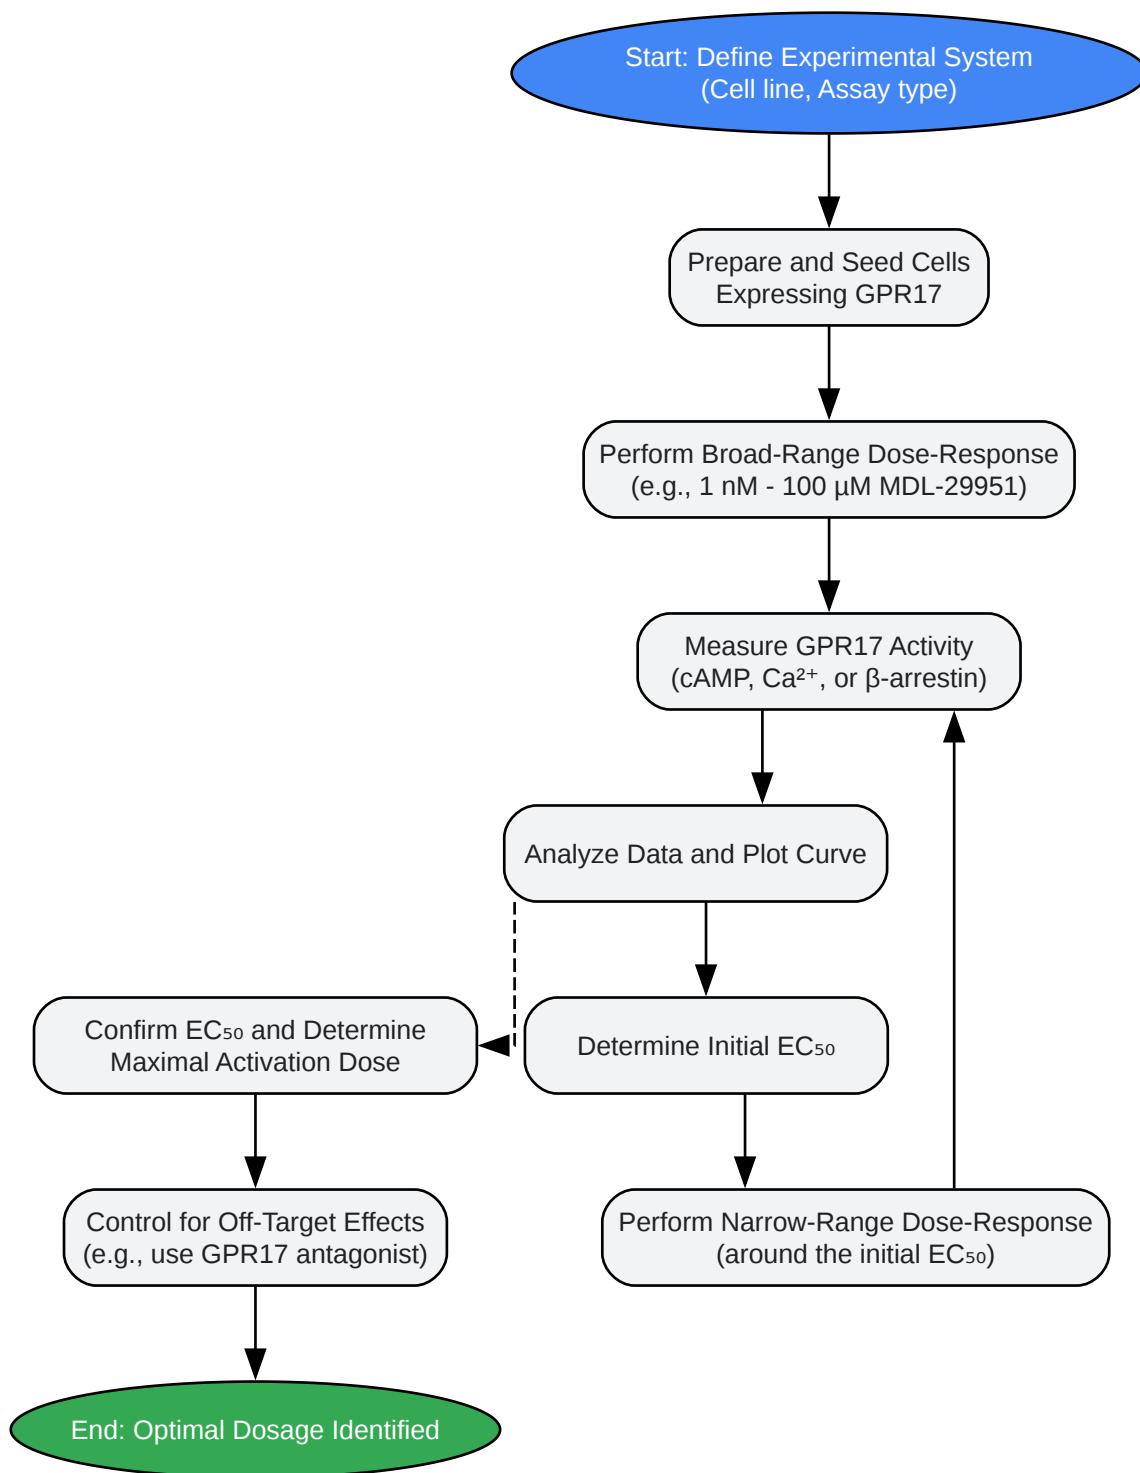 Start: Define Experimental System
(Cell line, Assay type)
Prepare and Seed Cells
Expressing GPR17
Perform Broad-Range Dose-Response
(e.g., 1 nM - 100 µM MDL-29951)
Measure GPR17 Activity
(cAMP, Ca²⁺, or β-arrestin)
Analyze Data and Plot Curve
Confirm EC₅₀ and Determine
Maximal Activation Dose
Determine Initial EC₅₀
Control for Off-Target Effects
(e.g., use GPR17 antagonist)
Perform Narrow-Range Dose-Response
(around the initial EC₅₀)
End: Optimal Dosage Identified